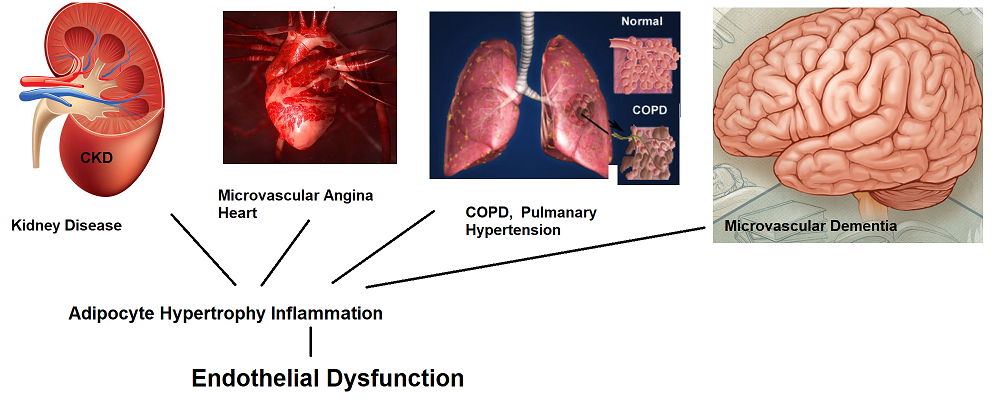 Normal
COPD
CKD
Microvascular Angina
Heart
Kidney Disease
COPD, Pulmanary
Hypertension
Microvascular Dementia
Adipocyte Hypertrophy Inflammation
Endothelial Dysfunction